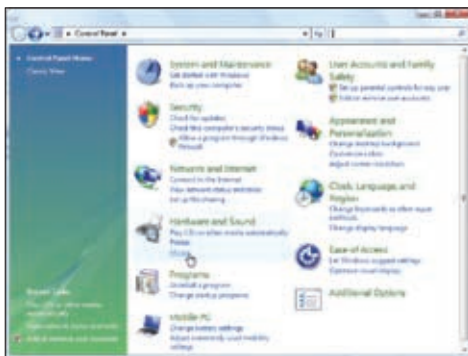 Control Panel
Control Panel Home
Classic View
System and Maintenance
Get started with Windows
Back up your computer
Security
Check for updates
Check this computer's security status
Allow a program through Windows
Firewall
Network and Internet
Connect to the Internet
View network status and tasks
Set up file sharing
Hardware and Sound
Play CDs or other media automatically
Printer
Mouse
Programs
Uninstall a program
Change startup programs
Mobile PC
Change battery settings
Adjust commonly used mobility
settings
User Accounts and Family
Safety
Set up parental controls for any user
Add or remove user accounts
Appearance and
Personalization
Change desktop background
Customize colors
Adjust screen resolution
Clock, Language, and
Region
Change keyboards or other input
methods
Change display language
Ease of Access
Let Windows suggest settings
Optimize visual display
Additional Options
Recent Tasks
Play CDs or other media
automatically